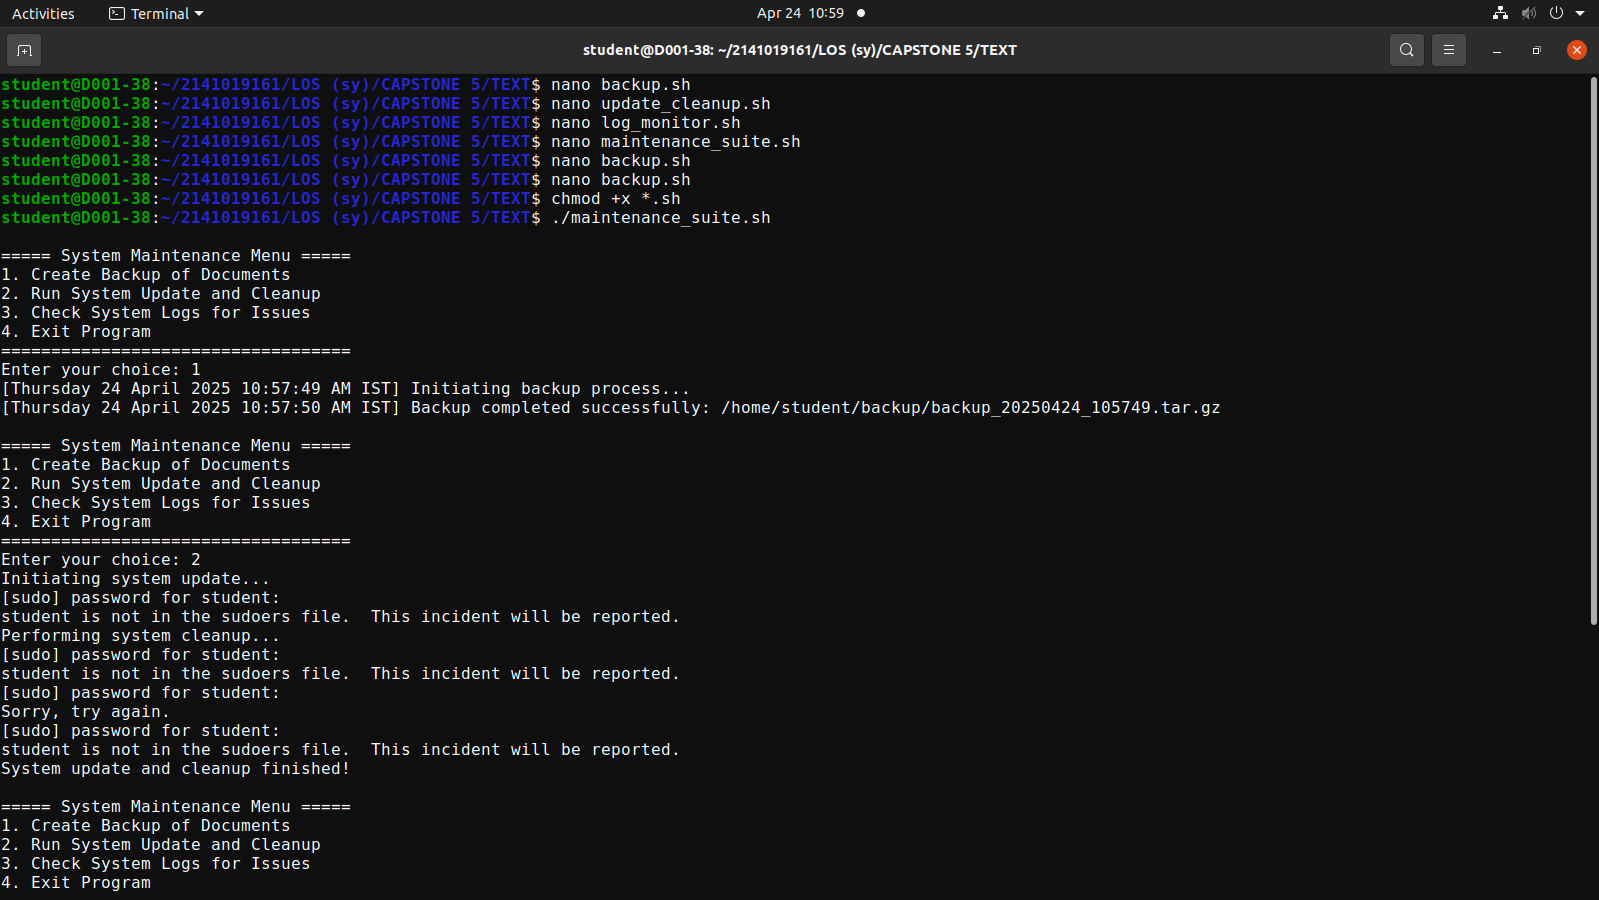 Activities Terminal Apr 24 10:59
student@D001-38: ~/2141019161/LOS (sy)/CAPSTONE 5/TEXT
student@D001-38:~/2141019161/LOS (sy)/CAPSTONE 5/TEXT$ nano backup.sh
student@D001-38:~/2141019161/LOS (sy)/CAPSTONE 5/TEXT$ nano update_cleanup.sh
student@D001-38:~/2141019161/LOS (sy)/CAPSTONE 5/TEXT$ nano log_monitor.sh
student@D001-38:~/2141019161/LOS (sy)/CAPSTONE 5/TEXT$ nano maintenance_suite.sh
student@D001-38:~/2141019161/LOS (sy)/CAPSTONE 5/TEXT$ nano backup.sh
student@D001-38:~/2141019161/LOS (sy)/CAPSTONE 5/TEXT$ nano backup.sh
student@D001-38:~/2141019161/LOS (sy)/CAPSTONE 5/TEXT$ chmod +x *.sh
student@D001-38:~/2141019161/LOS (sy)/CAPSTONE 5/TEXT$ ./maintenance_suite.sh
===== System Maintenance Menu =====
1. Create Backup of Documents
2. Run System Update and Cleanup
3. Check System Logs for Issues
4. Exit Program
===================================
Enter your choice: 1
[Thursday 24 April 2025 10:57:49 AM IST] Initiating backup process...
[Thursday 24 April 2025 10:57:50 AM IST] Backup completed successfully: /home/student/backup/backup_20250424_105749.tar.gz
===== System Maintenance Menu =====
1. Create Backup of Documents
2. Run System Update and Cleanup
3. Check System Logs for Issues
4. Exit Program
===================================
Enter your choice: 2
Initiating system update...
[sudo] password for student:
student is not in the sudoers file.  This incident will be reported.
Performing system cleanup...
[sudo] password for student:
student is not in the sudoers file.  This incident will be reported.
[sudo] password for student:
Sorry, try again.
[sudo] password for student:
student is not in the sudoers file.  This incident will be reported.
System update and cleanup finished!
===== System Maintenance Menu =====
1. Create Backup of Documents
2. Run System Update and Cleanup
3. Check System Logs for Issues
4. Exit Program